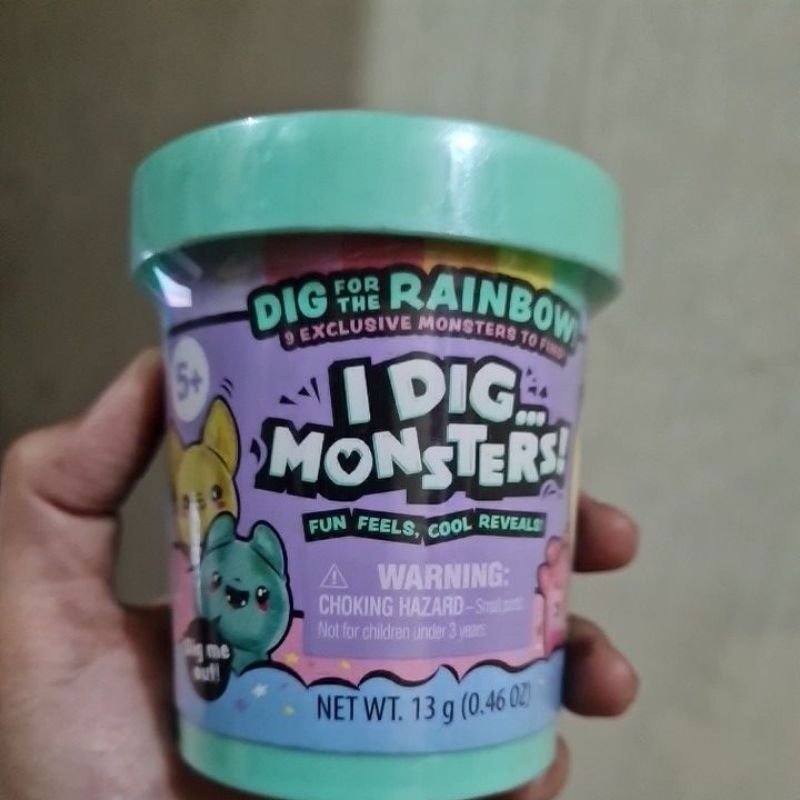 DIG FOR THE RAINBOW!
9 EXCLUSIVE MONSTERS TO FIND!
5+
I DIG...
MONSTERS!
FUN FEELS, COOL REVEALS!
WARNING:
CHOKING HAZARD – Small parts
Not for children under 3 years.
Dig me
out!
NET WT. 13 g (0.46 OZ)